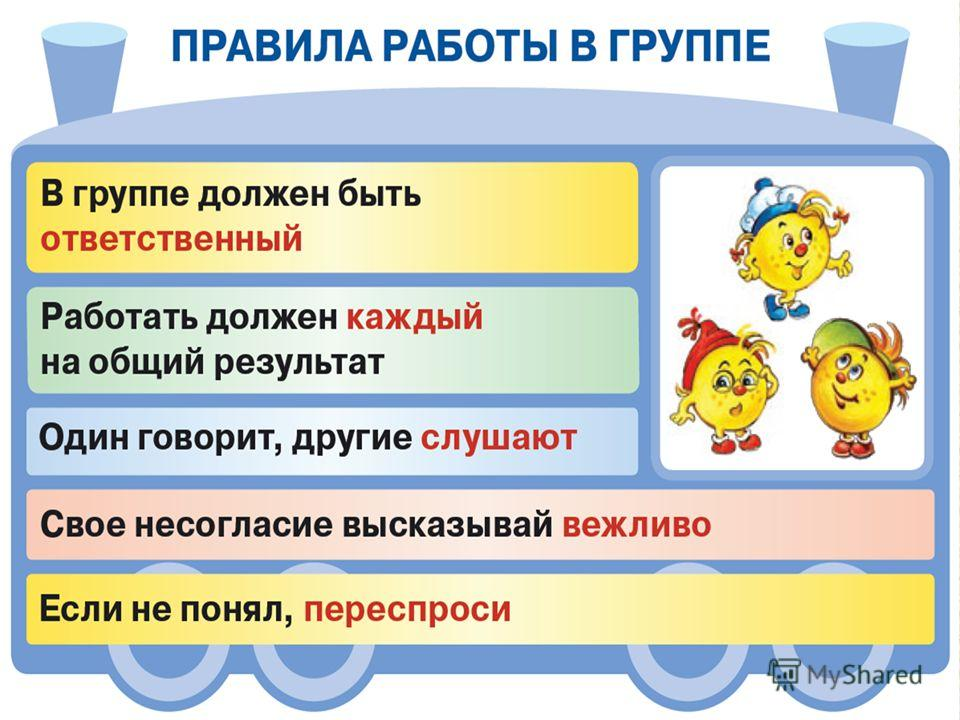 ПРАВИЛА РАБОТЫ В ГРУППЕ
В группе должен быть
ответственный
Работать должен каждый
на общий результат
Один говорит, другие слушают
Свое несогласие высказывай вежливо
Если не понял, переспроси
MyShared